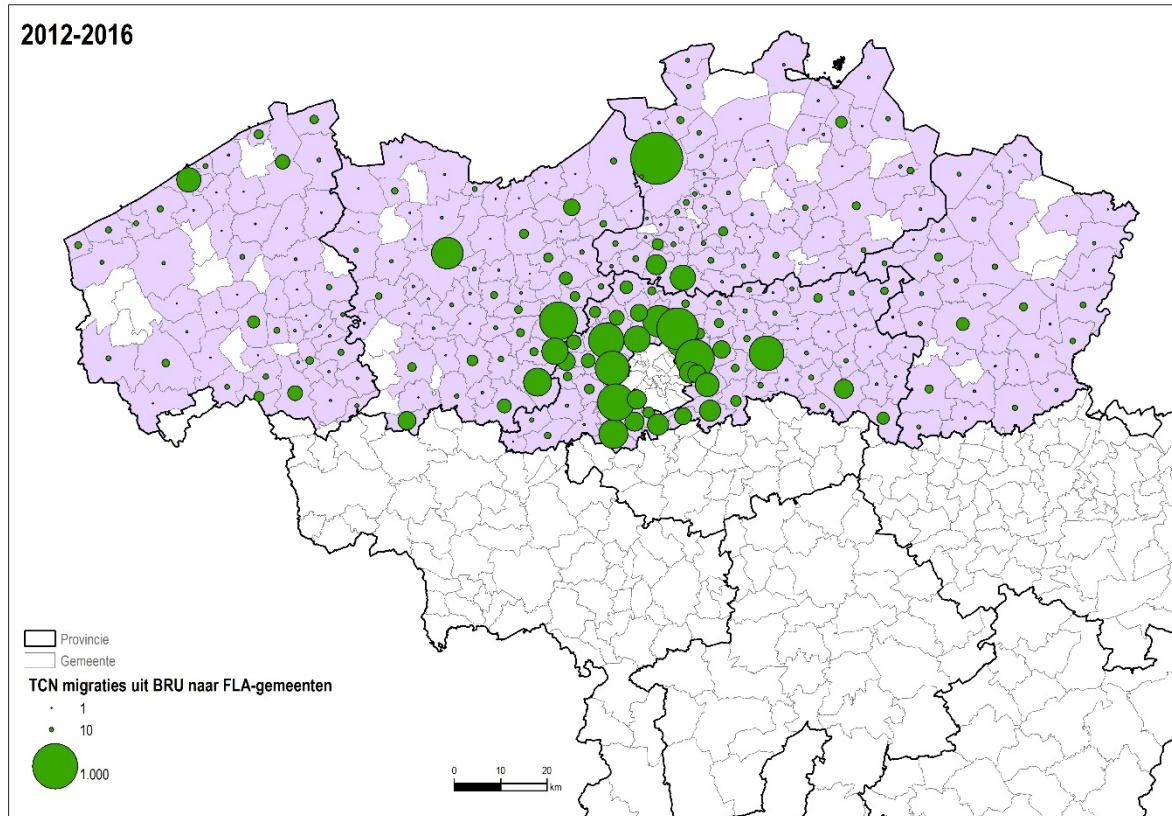 2012-2016
Provincie
Gemeente
TCN migraties uit BRU naar FLA-gemeenten
1
10
1.000
0 10 20
km